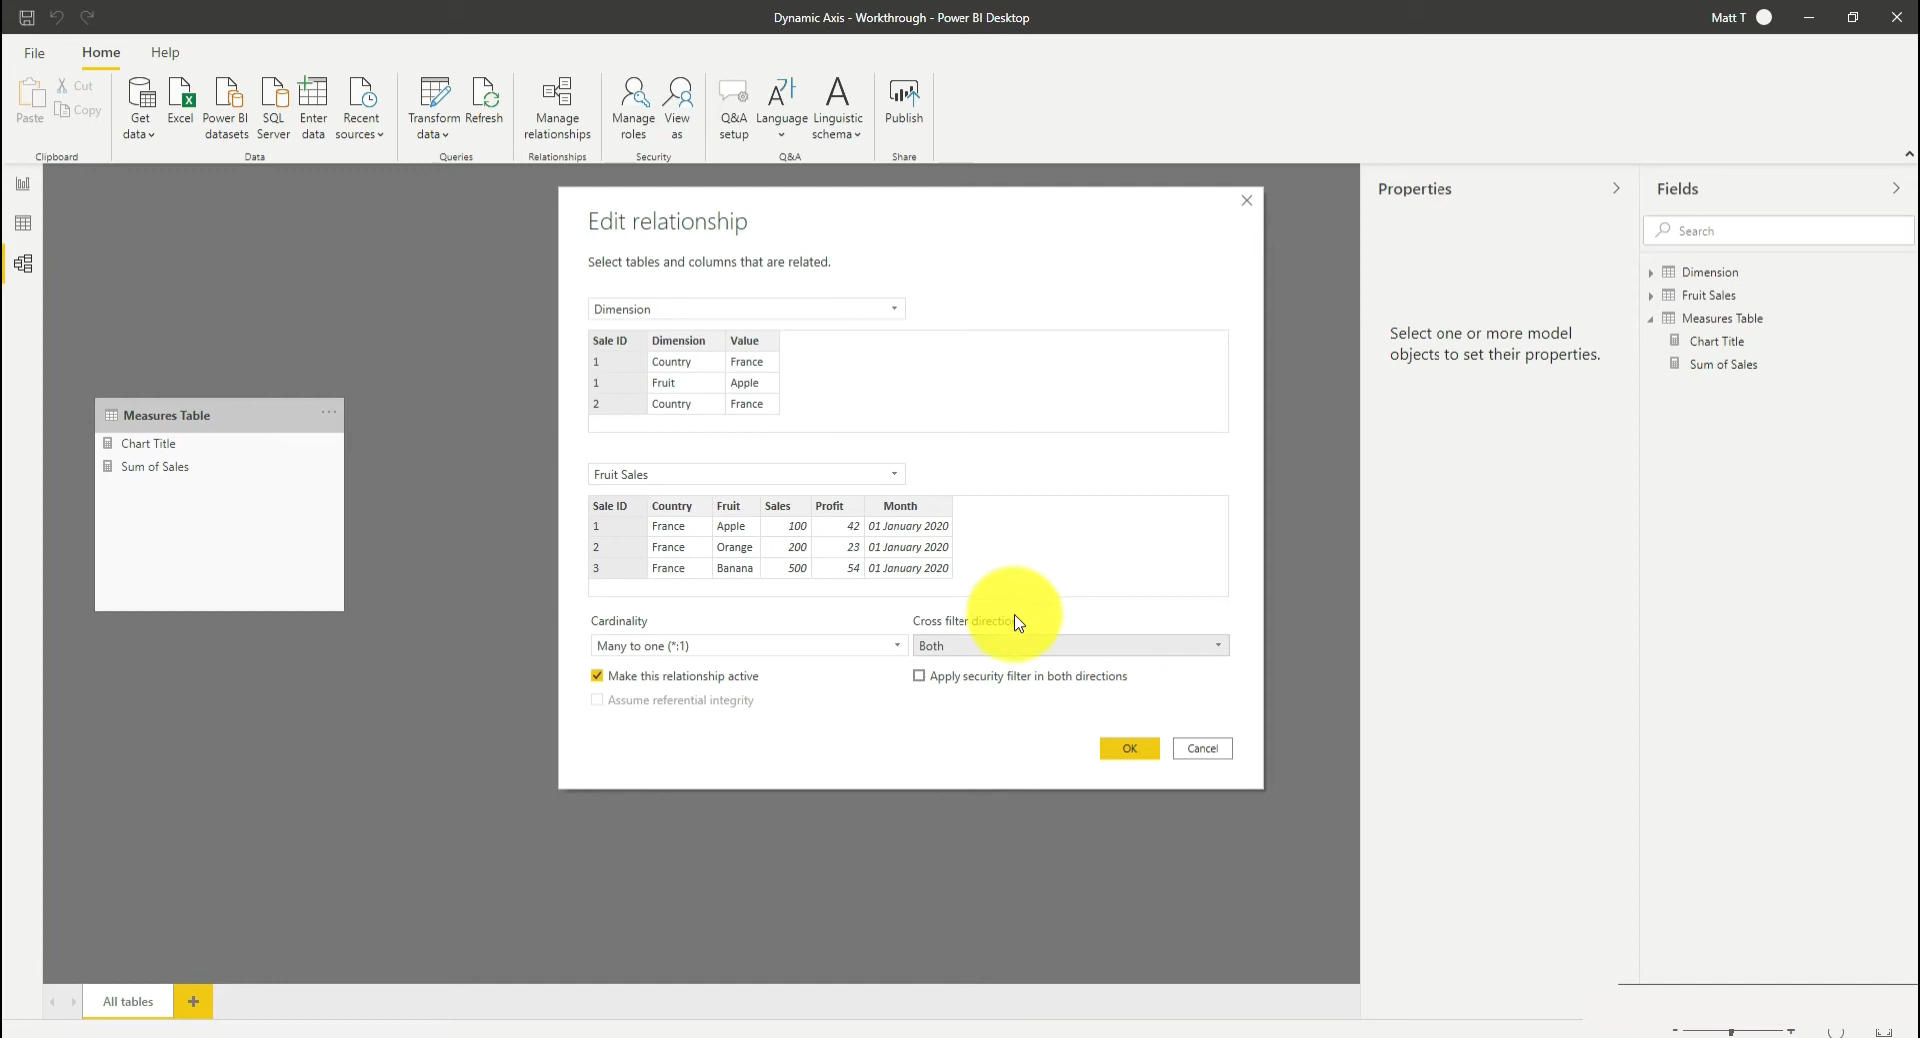 Dynamic Axis - Workthrough - Power BI Desktop
Matt T
File Home Help
Paste
Cut
Copy
Clipboard
Get data
Excel
Power BI datasets
SQL Server
Enter data
Recent sources
Data
Transform data
Refresh
Queries
Manage relationships
Relationships
Manage roles
View as
Security
Q&A setup
Language
Linguistic schema
Q&A
Publish
Share
Measures Table
Chart Title
Sum of Sales
Edit relationship
Select tables and columns that are related.
Dimension
Sale ID Dimension Value
1 Country France
1 Fruit Apple
2 Country France
Fruit Sales
Sale ID Country Fruit Sales Profit Month
1 France Apple 100 42 01 January 2020
2 France Orange 200 23 01 January 2020
3 France Banana 500 54 01 January 2020
Cardinality
Many to one (*:1)
Make this relationship active
Assume referential integrity
Cross filter direction
Both
Apply security filter in both directions
OK Cancel
Properties
Select one or more model
objects to set their properties.
Fields
Search
Dimension
Fruit Sales
Measures Table
Chart Title
Sum of Sales
All tables